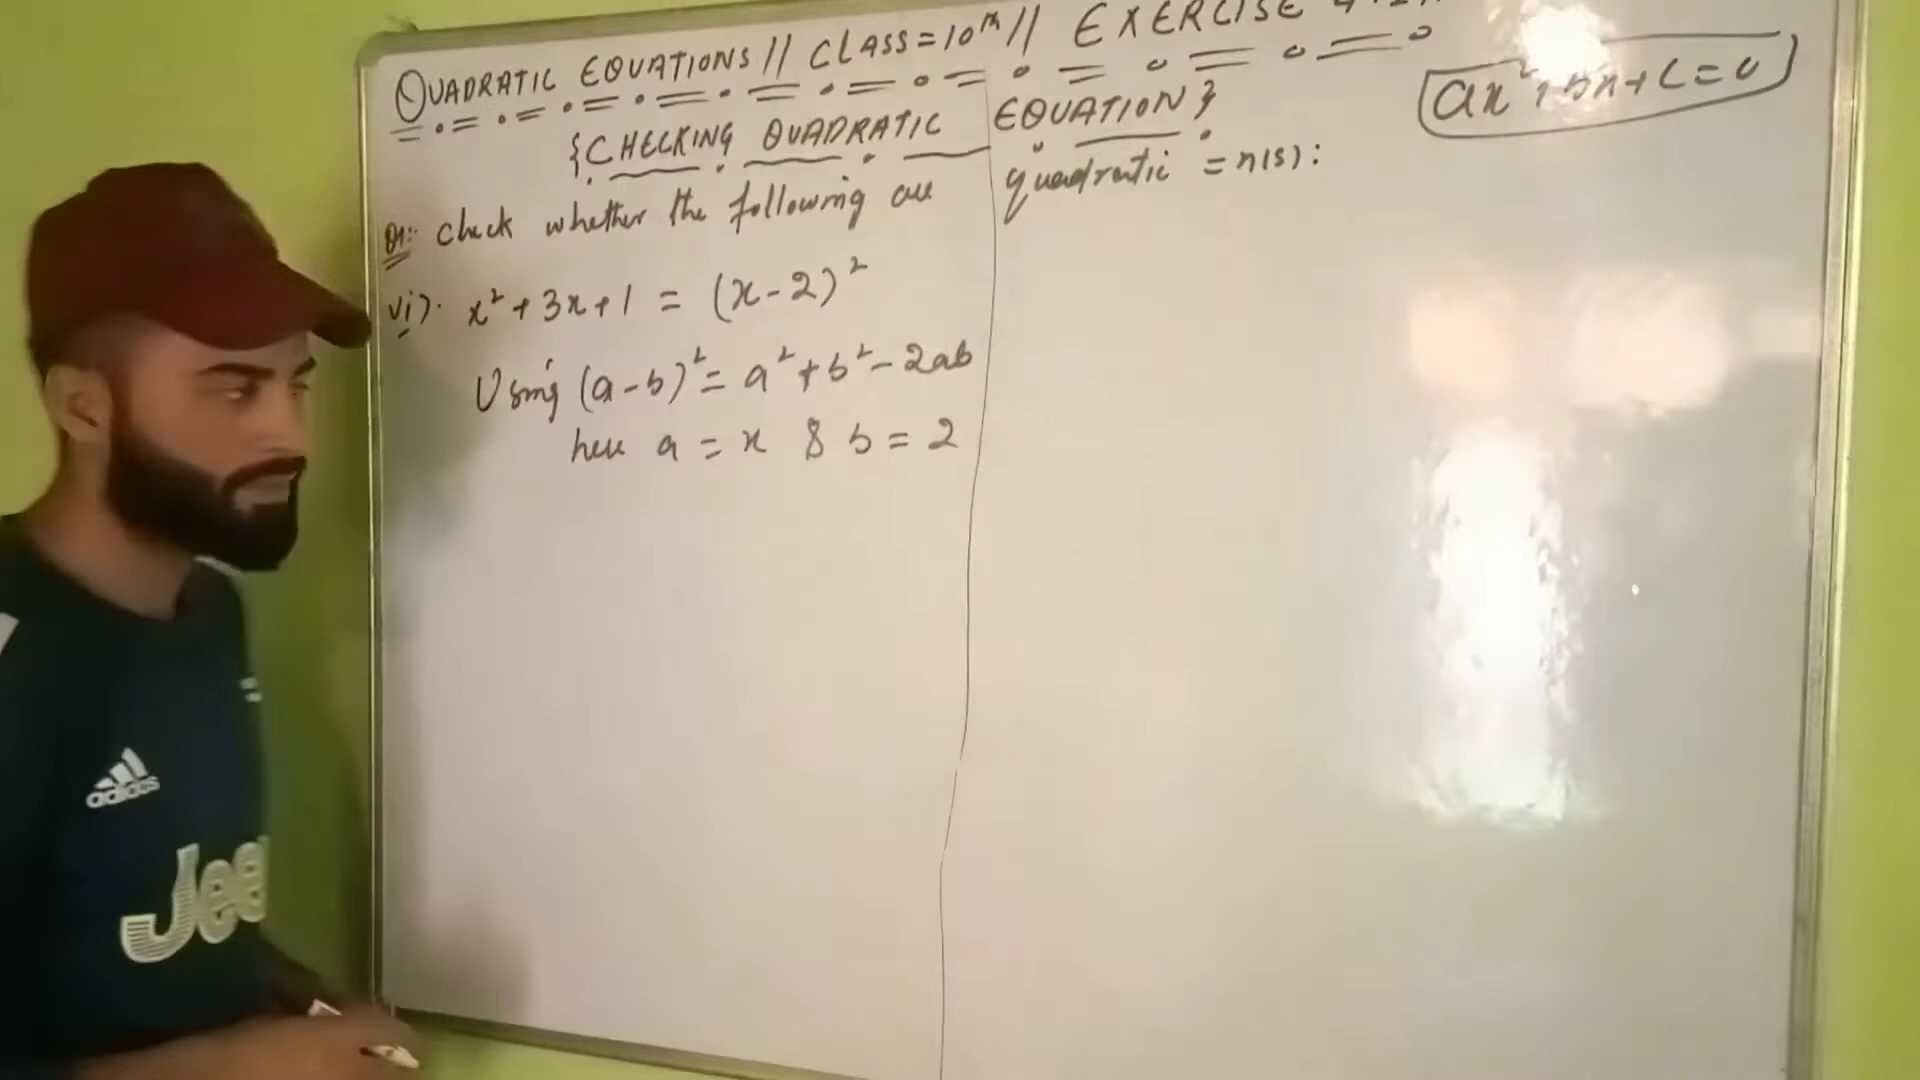 QUADRATIC EQUATIONS // CLASS = 10th // EXERCISE
ax² + bx + c = 0
{CHECKING QUADRATIC EQUATION}
Q1:- check whether the following are quadratic = n(s) :
vi). x² + 3x + 1 = (x - 2)²
Using (a - b)² = a² + b² - 2ab
here a = x & b = 2
adidas
Jee